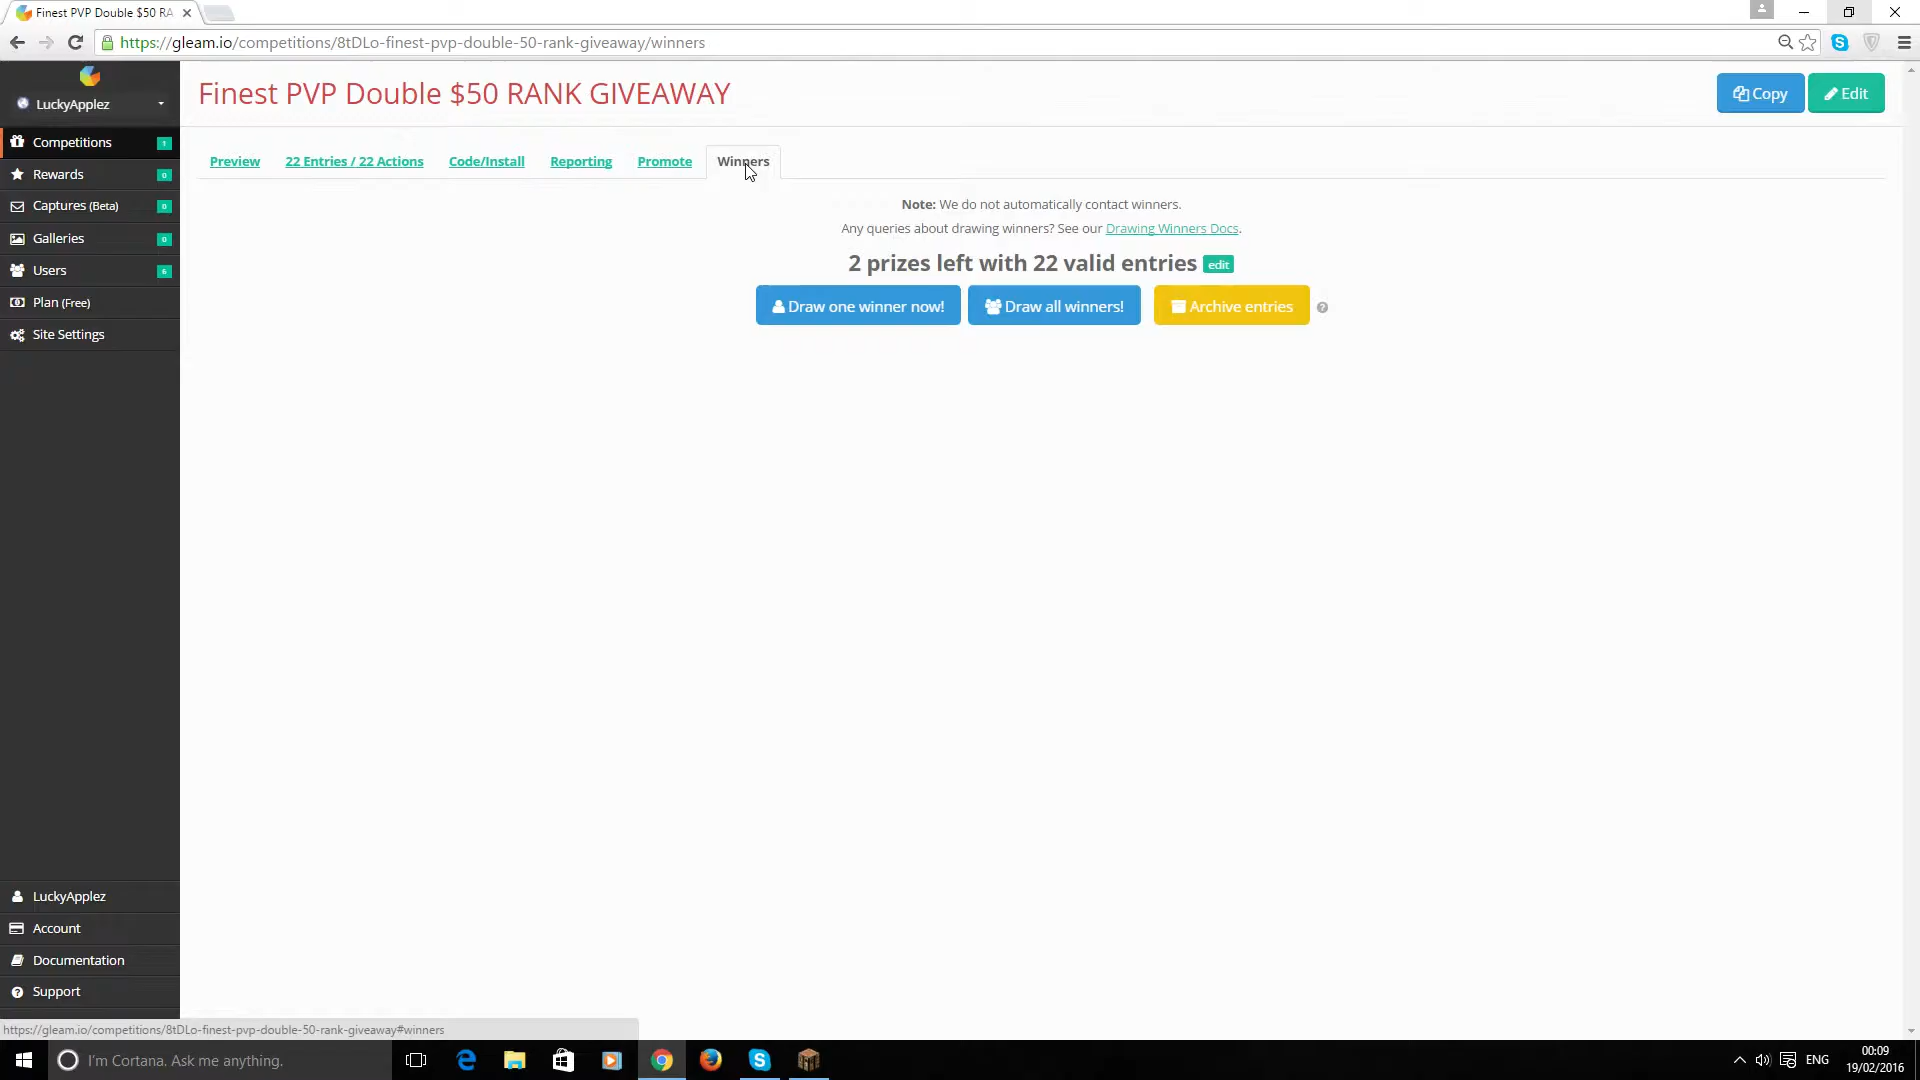 Finest PVP Double $50 RA
https://gleam.io/competitions/8tDLo-finest-pvp-double-50-rank-giveaway/winners
LuckyApplez
Finest PVP Double $50 RANK GIVEAWAY
Copy
Edit
Competitions 1
Rewards 0
Captures (Beta) 0
Galleries 0
Users 6
Plan (Free)
Site Settings
Preview
22 Entries / 22 Actions
Code/Install
Reporting
Promote
Winners
Note: We do not automatically contact winners.
Any queries about drawing winners? See our Drawing Winners Docs.
2 prizes left with 22 valid entries edit
Draw one winner now!
Draw all winners!
Archive entries
?
LuckyApplez
Account
Documentation
Support
https://gleam.io/competitions/8tDLo-finest-pvp-double-50-rank-giveaway#winners
I'm Cortana. Ask me anything.
ENG
00:09
19/02/2016